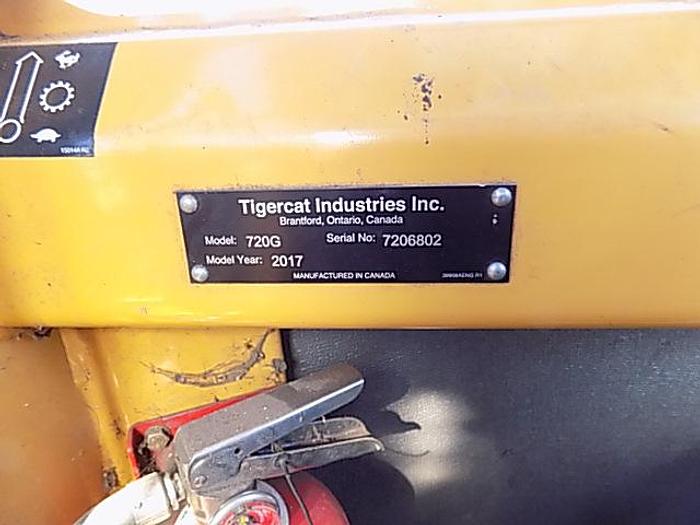 Tigercat Industries Inc.
Brantford, Ontario, Canada
Model: 720G Serial No: 7206802
Model Year: 2017
MANUFACTURED IN CANADA